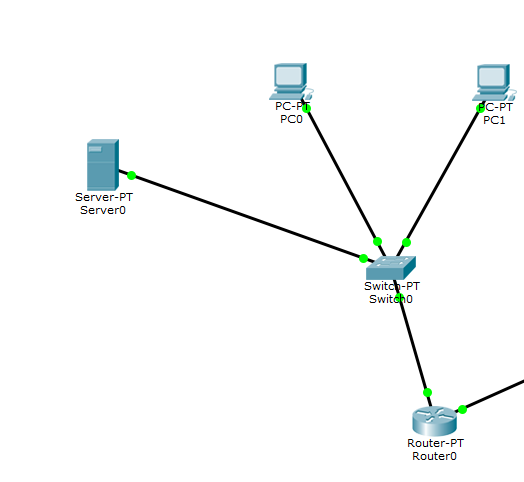 PC-PT
PC0
PC-PT
PC1
Server-PT
Server0
Switch-PT
Switch0
Router-PT
Router0